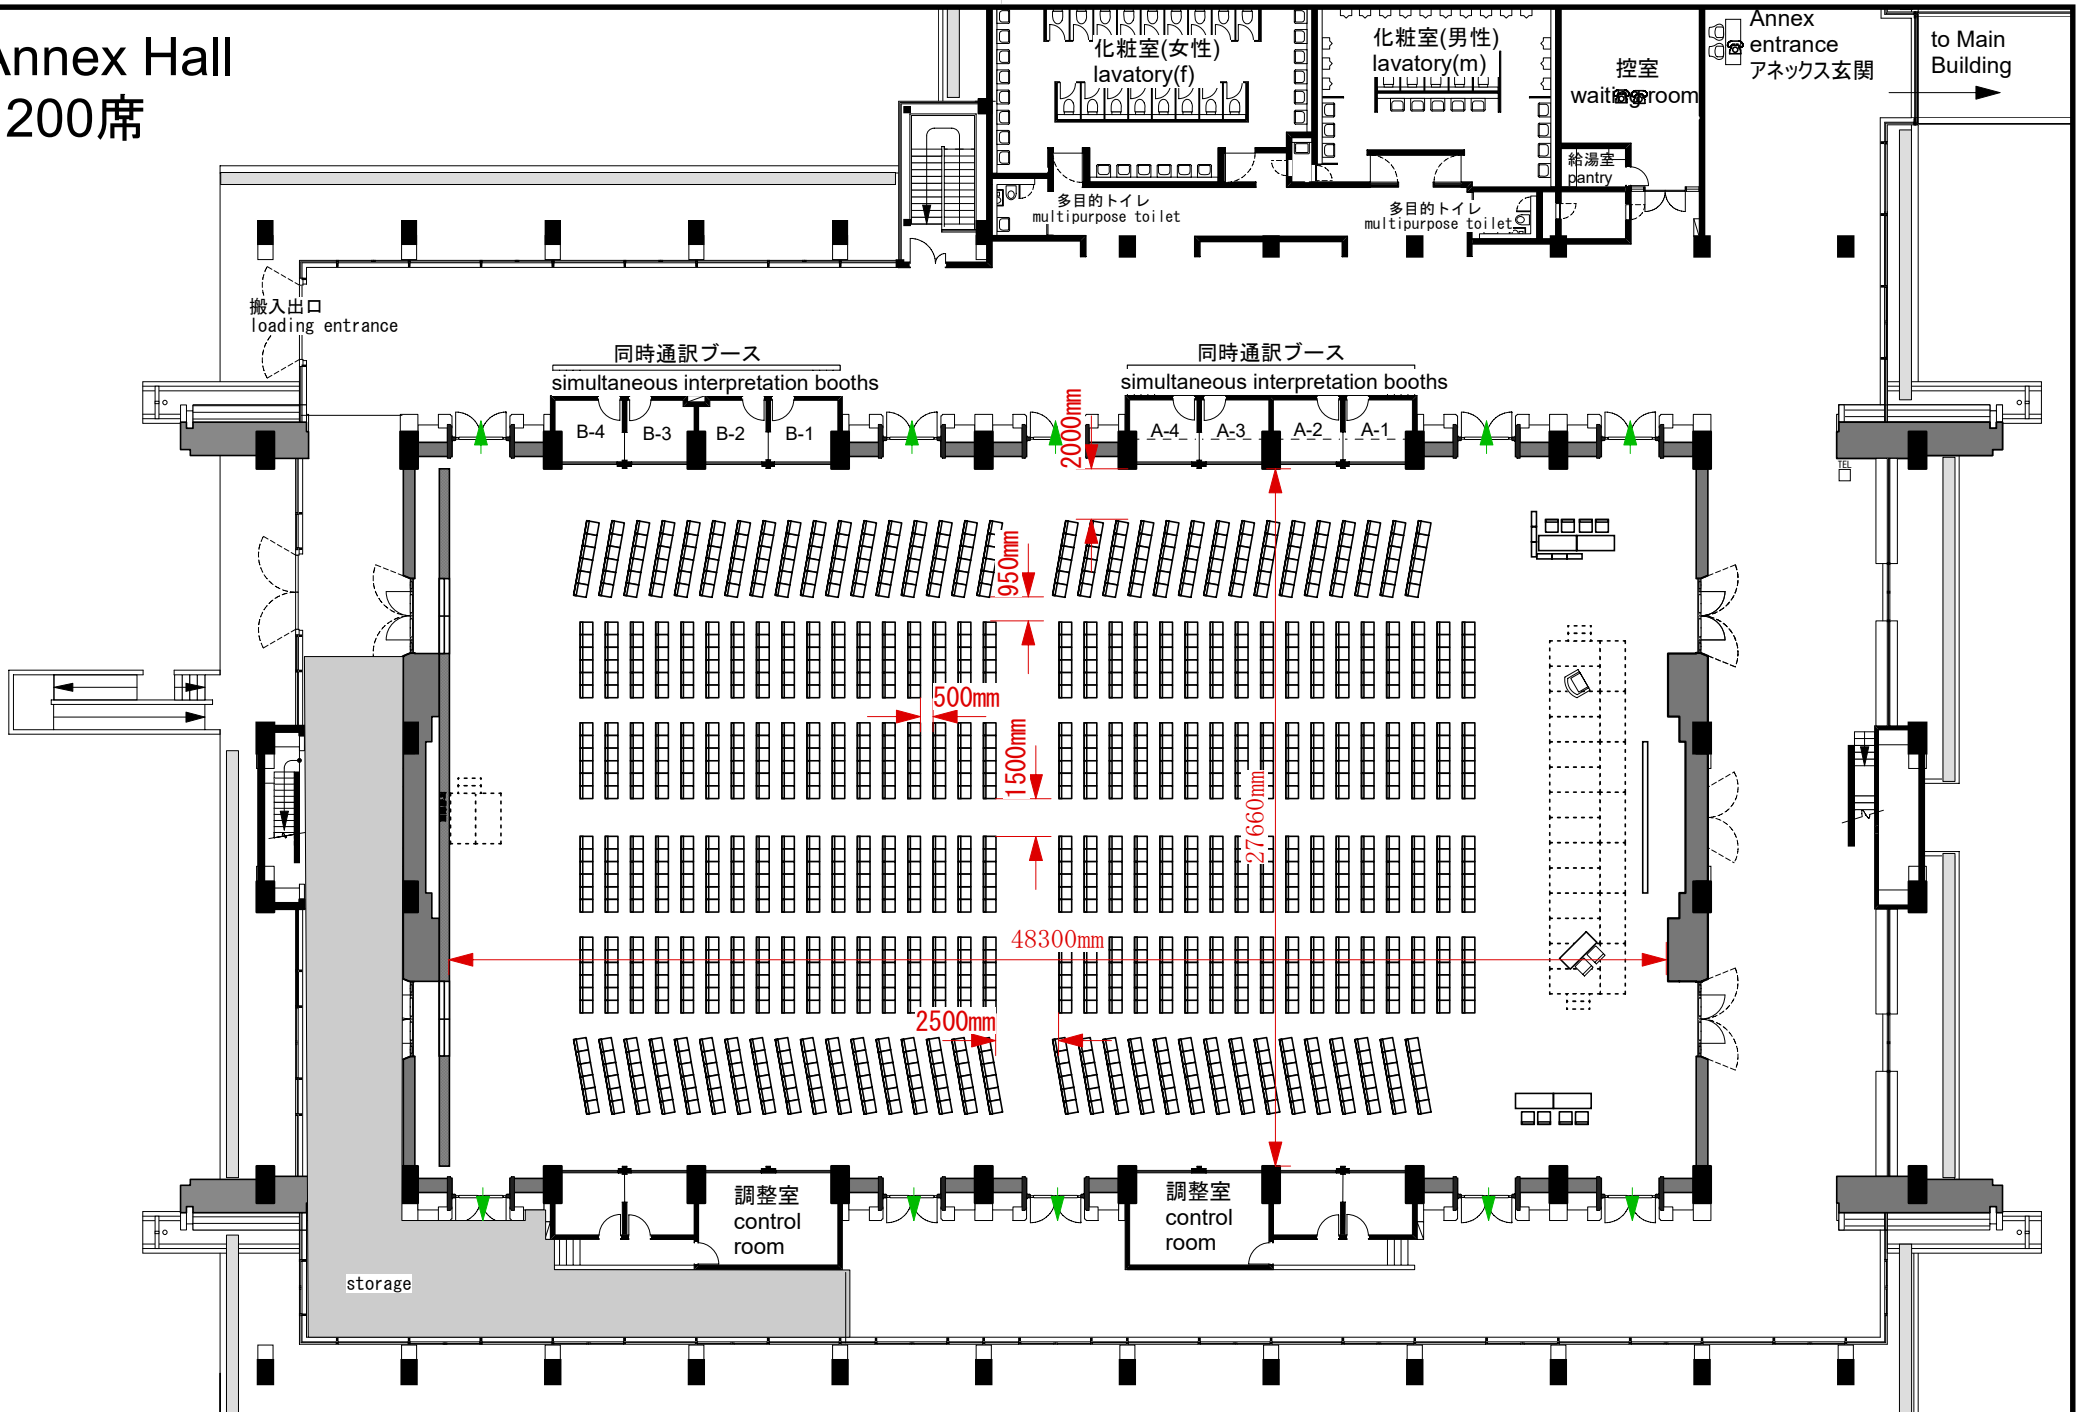 Annex Hall
200席
化粧室(女性)
lavatory(f)
化粧室(男性)
lavatory(m)
控室
waiting room
Annex
entrance
アネックス玄関
to Main
Building
給湯室
pantry
多目的トイレ
multipurpose toilet
多目的トイレ
multipurpose toilet
搬入出口
loading entrance
同時通訳ブース
simultaneous interpretation booths
同時通訳ブース
simultaneous interpretation booths
B-4
B-3
B-2
B-1
A-4
A-3
A-2
A-1
2000mm
TEL
950mm
500mm
1500mm
27660mm
48300mm
2500mm
調整室
control
room
調整室
control
room
storage